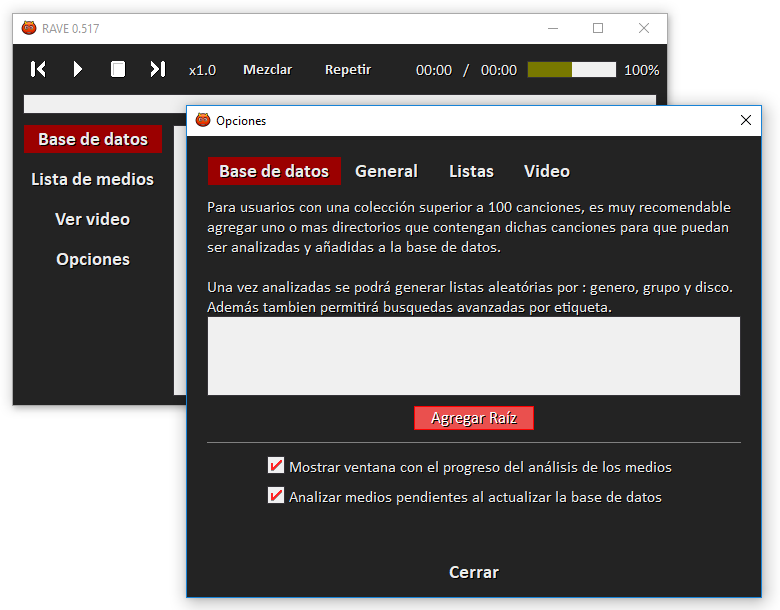 RAVE 0.517
x1.0 Mezclar Repetir 00:00 / 00:00 100%
Base de datos
Lista de medios
Ver video
Opciones
Opciones
Base de datos General Listas Video
Para usuarios con una colección superior a 100 canciones, es muy recomendable
agregar uno o mas directorios que contengan dichas canciones para que puedan
ser analizadas y añadidas a la base de datos.
Una vez analizadas se podrá generar listas aleatórias por : genero, grupo y disco.
Además tambien permitirá busquedas avanzadas por etiqueta.
Agregar Raíz
Mostrar ventana con el progreso del análisis de los medios
Analizar medios pendientes al actualizar la base de datos
Cerrar